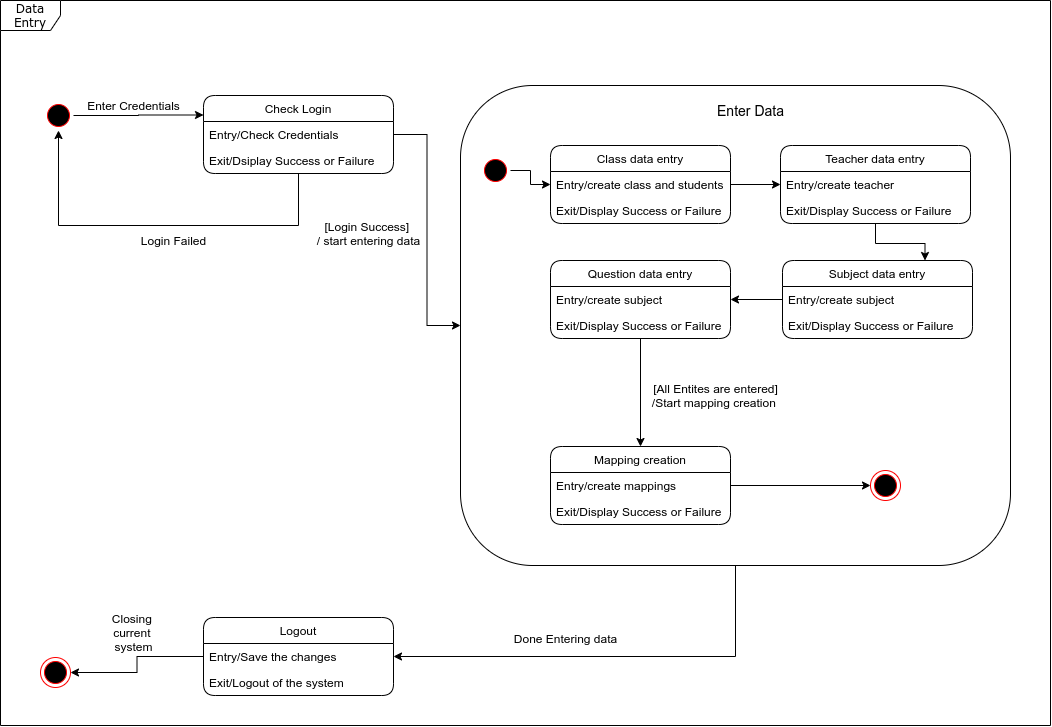 Data
Entry
Enter Credentials
Check Login
Entry/Check Credentials
Exit/Dsiplay Success or Failure
Login Failed
[Login Success]
/ start entering data
Enter Data
Class data entry
Entry/create class and students
Exit/Display Success or Failure
Teacher data entry
Entry/create teacher
Exit/Display Success or Failure
Subject data entry
Entry/create subject
Exit/Display Success or Failure
Question data entry
Entry/create subject
Exit/Display Success or Failure
[All Entites are entered]
/Start mapping creation
Mapping creation
Entry/create mappings
Exit/Display Success or Failure
Done Entering data
Logout
Entry/Save the changes
Exit/Logout of the system
Closing
current
system